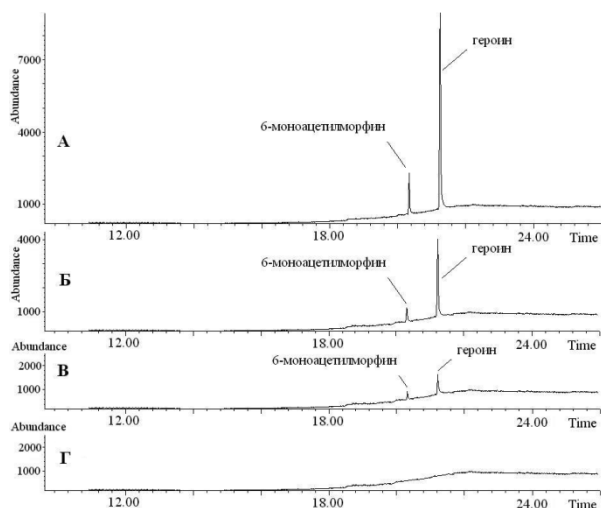 героин
7000
Abundance
6-моноацетилморфин
4000
А
1000
12.00 18.00 24.00 Time
4000
6-моноацетилморфин
героин
Abundance
Б
1000
12.00 18.00 24.00 Time
Abundance
2000
6-моноацетилморфин
героин
В
1000
12.00 18.00 24.00 Time
Abundance
2000
Г
1000
12.00 18.00 24.00 Time